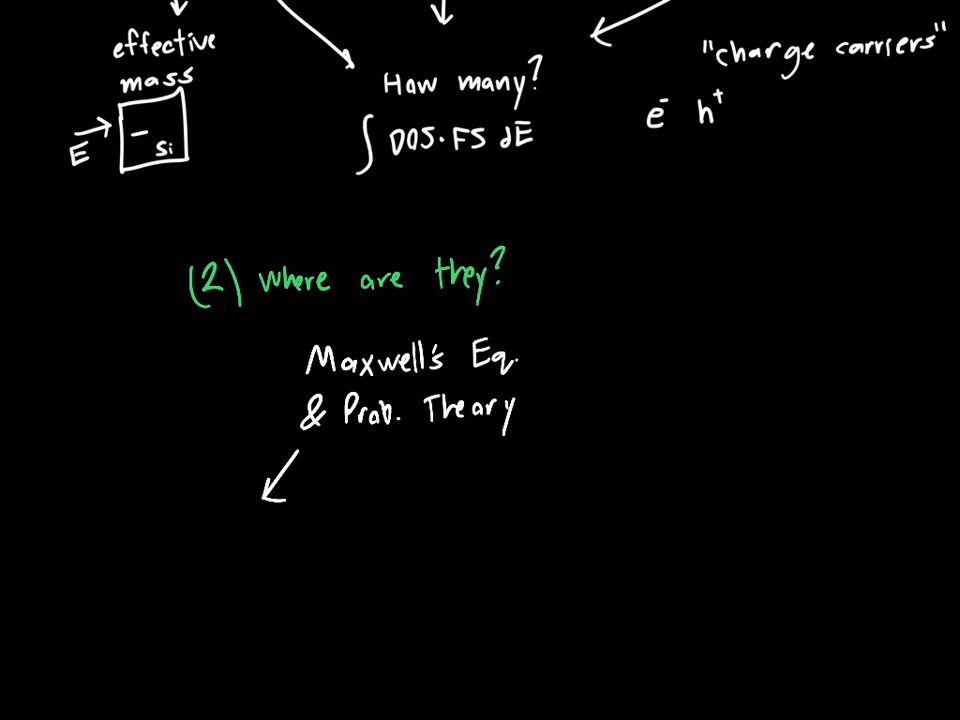 effective
mass
E
Si
How many?
∫ DOS·FS dE
"charge carriers"
e⁻ h⁺
(2) Where are they?
Maxwell's Eq.
& Prob. Theory